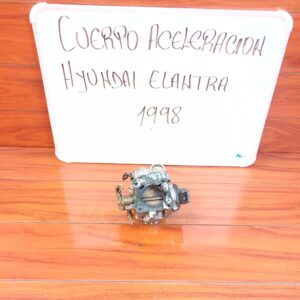 CUERPO ACELERACION
HYUNDAI ELANTRA
1998